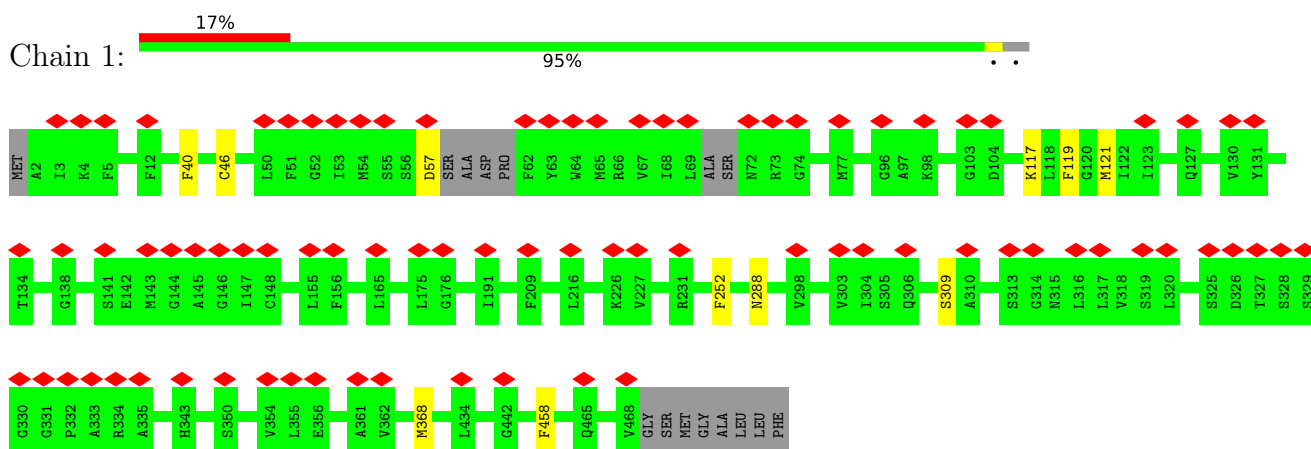 17%
Chain 1:
95%
• •
MET A2 I3 K4 F5 F12 F40 C46 L50 F51 G52 I53 M54 S55 S56 D57 SER ALA ASP PRO F62 Y63 W64 M65 R66 V67 I68 L69 ALA SER N72 R73 G74 M77 G96 A97 K98 G103 D104 K117 L118 F119 G120 M121 I122 I123 Q127 V130 Y131
T134 G138 S141 E142 M143 G144 A145 G146 I147 C148 L155 F156 L165 L175 G176 I191 F209 L216 K226 V227 R231 F252 N288 V298 V303 I304 S305 Q306 S309 A310 S313 G314 N315 L316 L317 V318 S319 L320 S325 D326 T327 S328 S329
G330 G331 P332 A333 R334 A335 H343 S350 V354 L355 E356 A361 V362 M368 L434 G442 F458 Q465 V468 GLY SER MET GLY ALA LEU LEU PHE